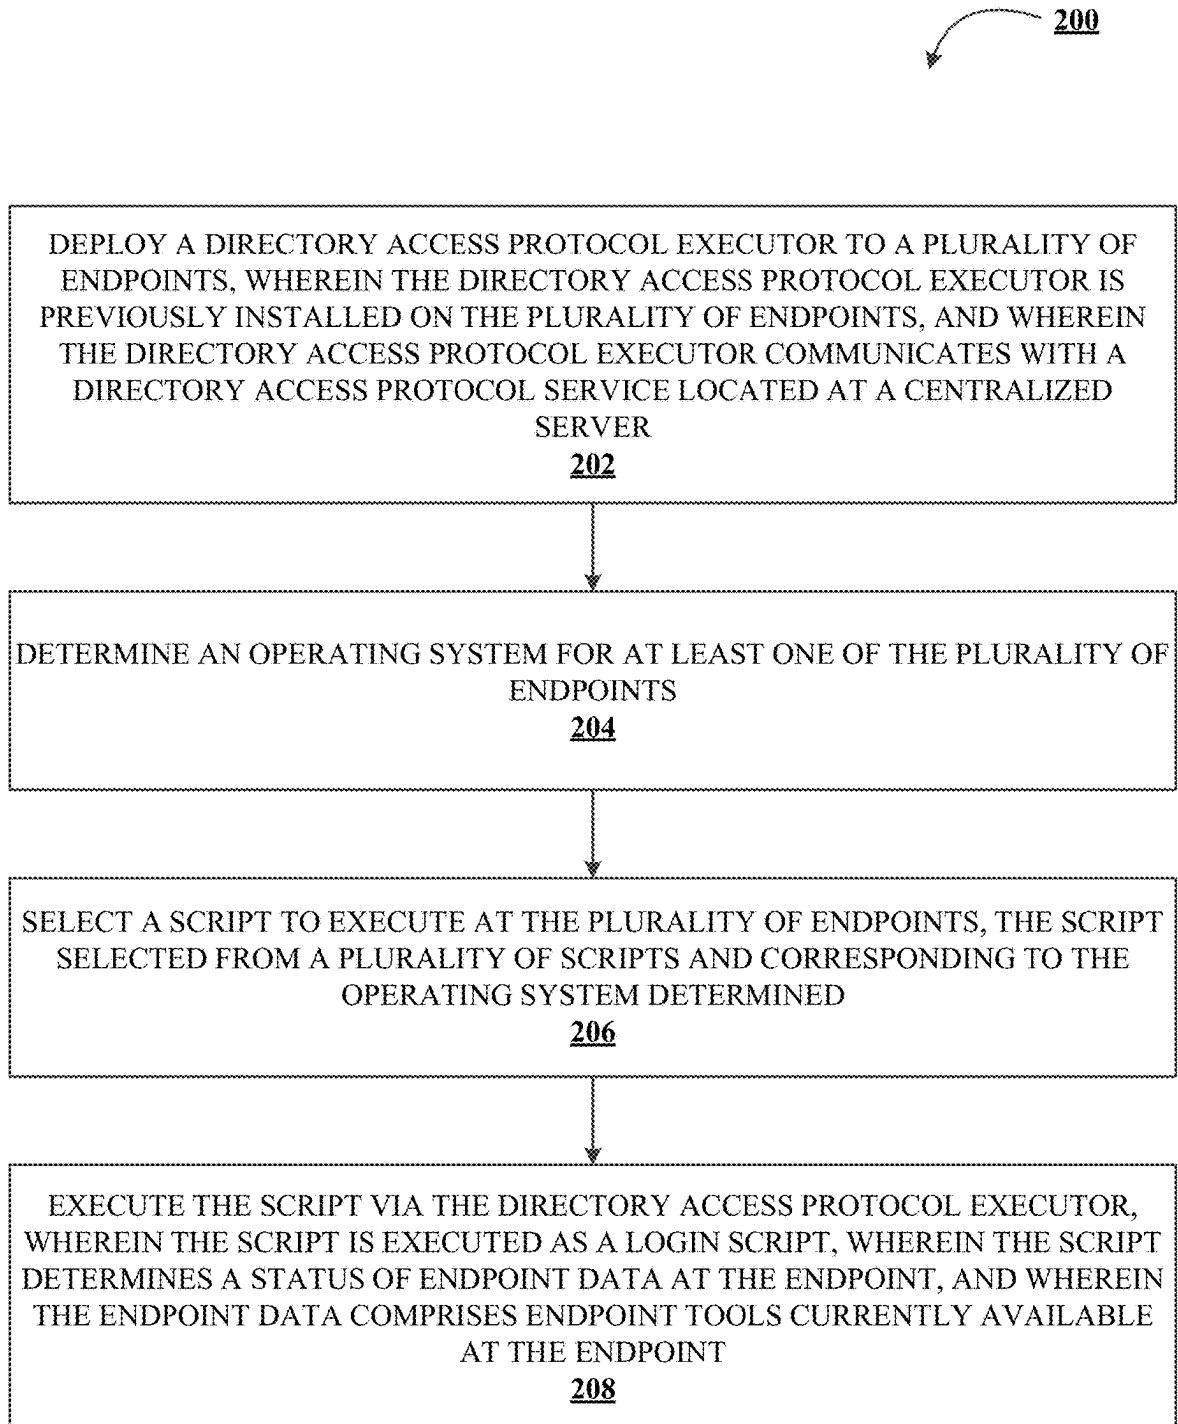 200
DEPLOY A DIRECTORY ACCESS PROTOCOL EXECUTOR TO A PLURALITY OF
ENDPOINTS, WHEREIN THE DIRECTORY ACCESS PROTOCOL EXECUTOR IS
PREVIOUSLY INSTALLED ON THE PLURALITY OF ENDPOINTS, AND WHEREIN
THE DIRECTORY ACCESS PROTOCOL EXECUTOR COMMUNICATES WITH A
DIRECTORY ACCESS PROTOCOL SERVICE LOCATED AT A CENTRALIZED
SERVER
202
DETERMINE AN OPERATING SYSTEM FOR AT LEAST ONE OF THE PLURALITY OF
ENDPOINTS
204
SELECT A SCRIPT TO EXECUTE AT THE PLURALITY OF ENDPOINTS, THE SCRIPT
SELECTED FROM A PLURALITY OF SCRIPTS AND CORRESPONDING TO THE
OPERATING SYSTEM DETERMINED
206
EXECUTE THE SCRIPT VIA THE DIRECTORY ACCESS PROTOCOL EXECUTOR,
WHEREIN THE SCRIPT IS EXECUTED AS A LOGIN SCRIPT, WHEREIN THE SCRIPT
DETERMINES A STATUS OF ENDPOINT DATA AT THE ENDPOINT, AND WHEREIN
THE ENDPOINT DATA COMPRISES ENDPOINT TOOLS CURRENTLY AVAILABLE
AT THE ENDPOINT
208